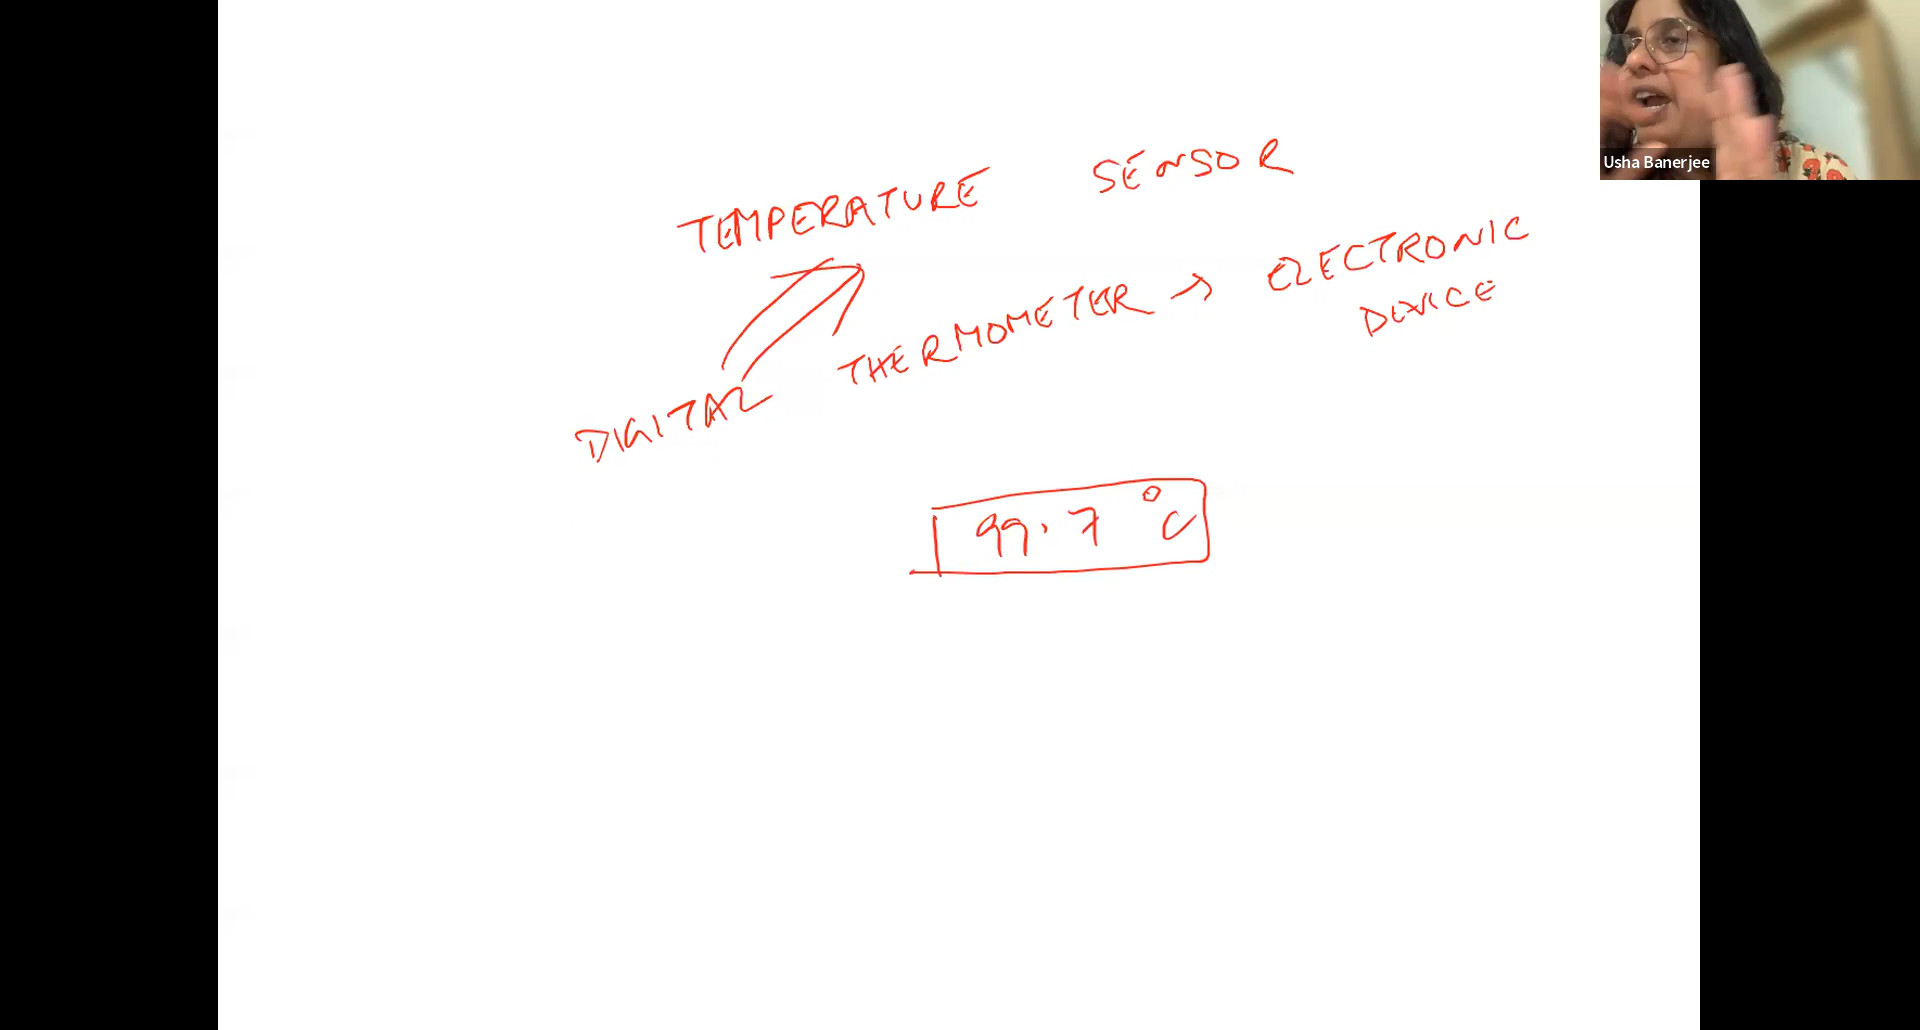 TEMPERATURE SENSOR
DIGITAL THERMOMETER → ELECTRONIC
DEVICE
99.7 °C
Usha Banerjee